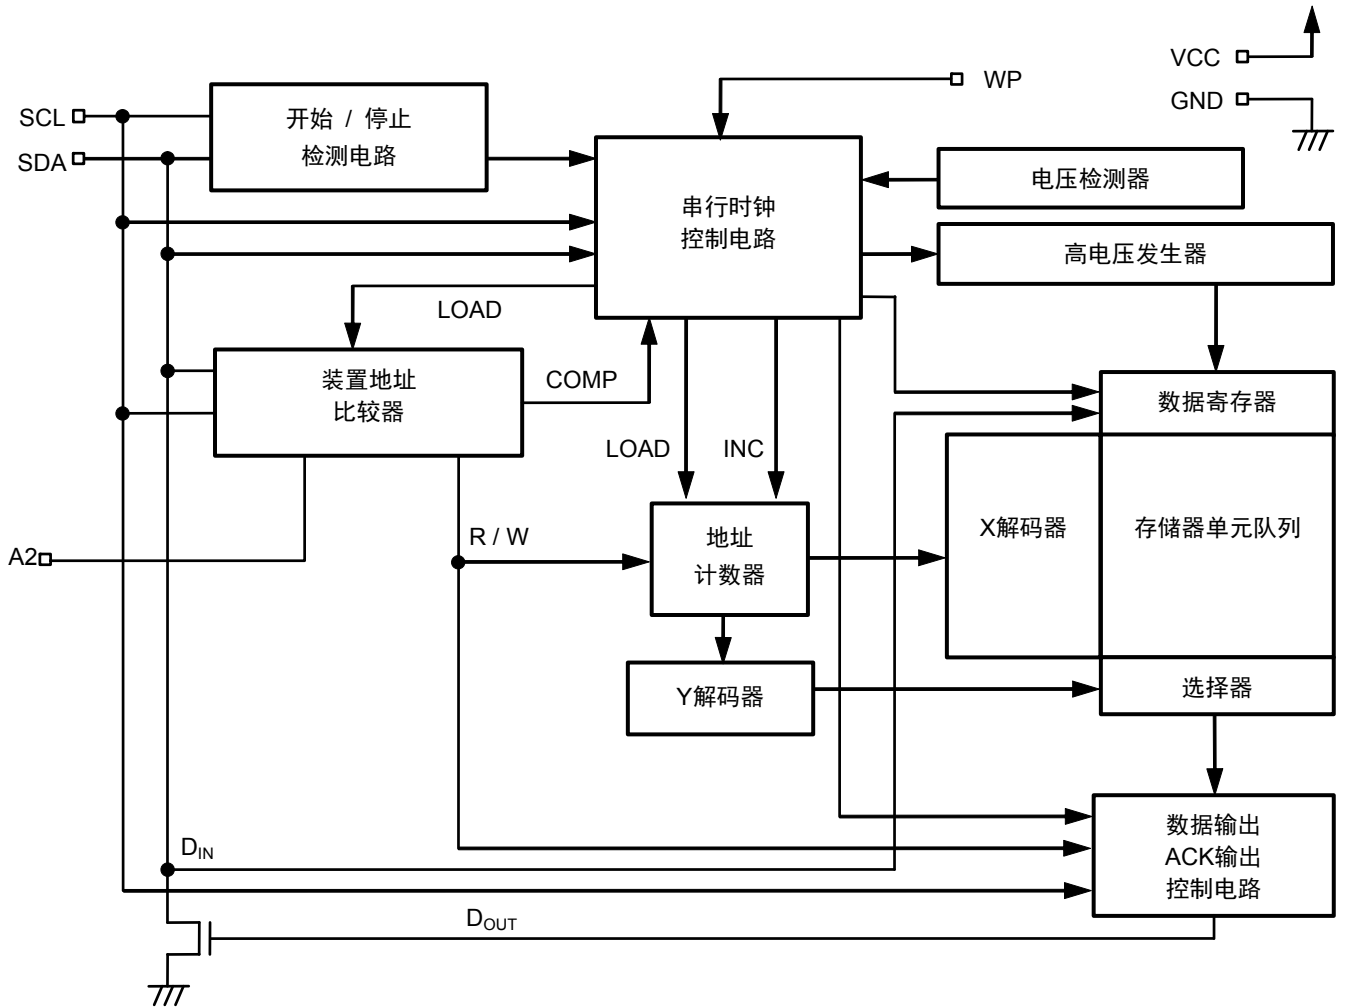 WP
VCC
GND
SCL
SDA
开始 / 停止
检测电路
串行时钟
控制电路
电压检测器
高电压发生器
LOAD
装置地址
比较器
COMP
数据寄存器
LOAD
INC
X解码器
存储器单元队列
A2
R / W
地址
计数器
Y解码器
选择器
DIN
数据输出
ACK输出
控制电路
DOUT